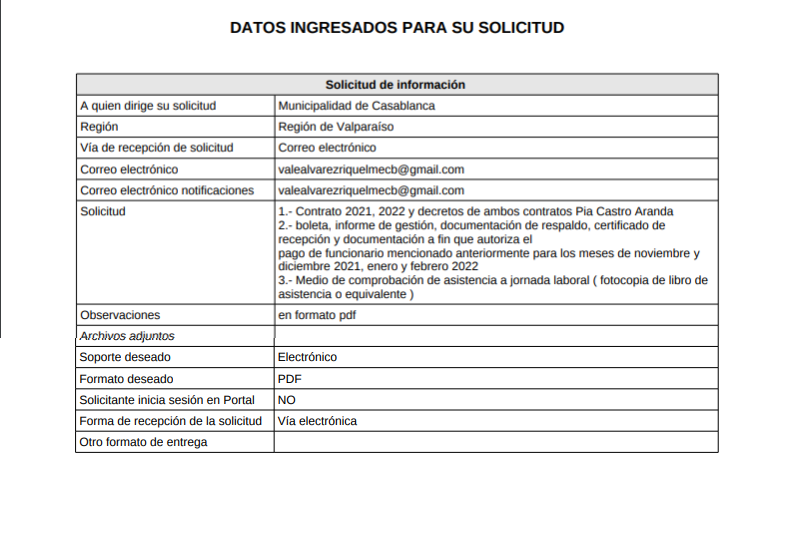 DATOS INGRESADOS PARA SU SOLICITUD
Solicitud de información
A quien dirige su solicitud Municipalidad de Casablanca
Región Región de Valparaíso
Vía de recepción de solicitud Correo electrónico
Correo electrónico valealvarezriquelmecb@gmail.com
Correo electrónico notificaciones valealvarezriquelmecb@gmail.com
Solicitud 1.- Contrato 2021, 2022 y decretos de ambos contratos Pia Castro Aranda
2.- boleta, informe de gestión, documentación de respaldo, certificado de
recepción y documentación a fin que autoriza el
pago de funcionario mencionado anteriormente para los meses de noviembre y
diciembre 2021, enero y febrero 2022
3.- Medio de comprobación de asistencia a jornada laboral ( fotocopia de libro de
asistencia o equivalente )
Observaciones en formato pdf
Archivos adjuntos
Soporte deseado Electrónico
Formato deseado PDF
Solicitante inicia sesión en Portal NO
Forma de recepción de la solicitud Vía electrónica
Otro formato de entrega